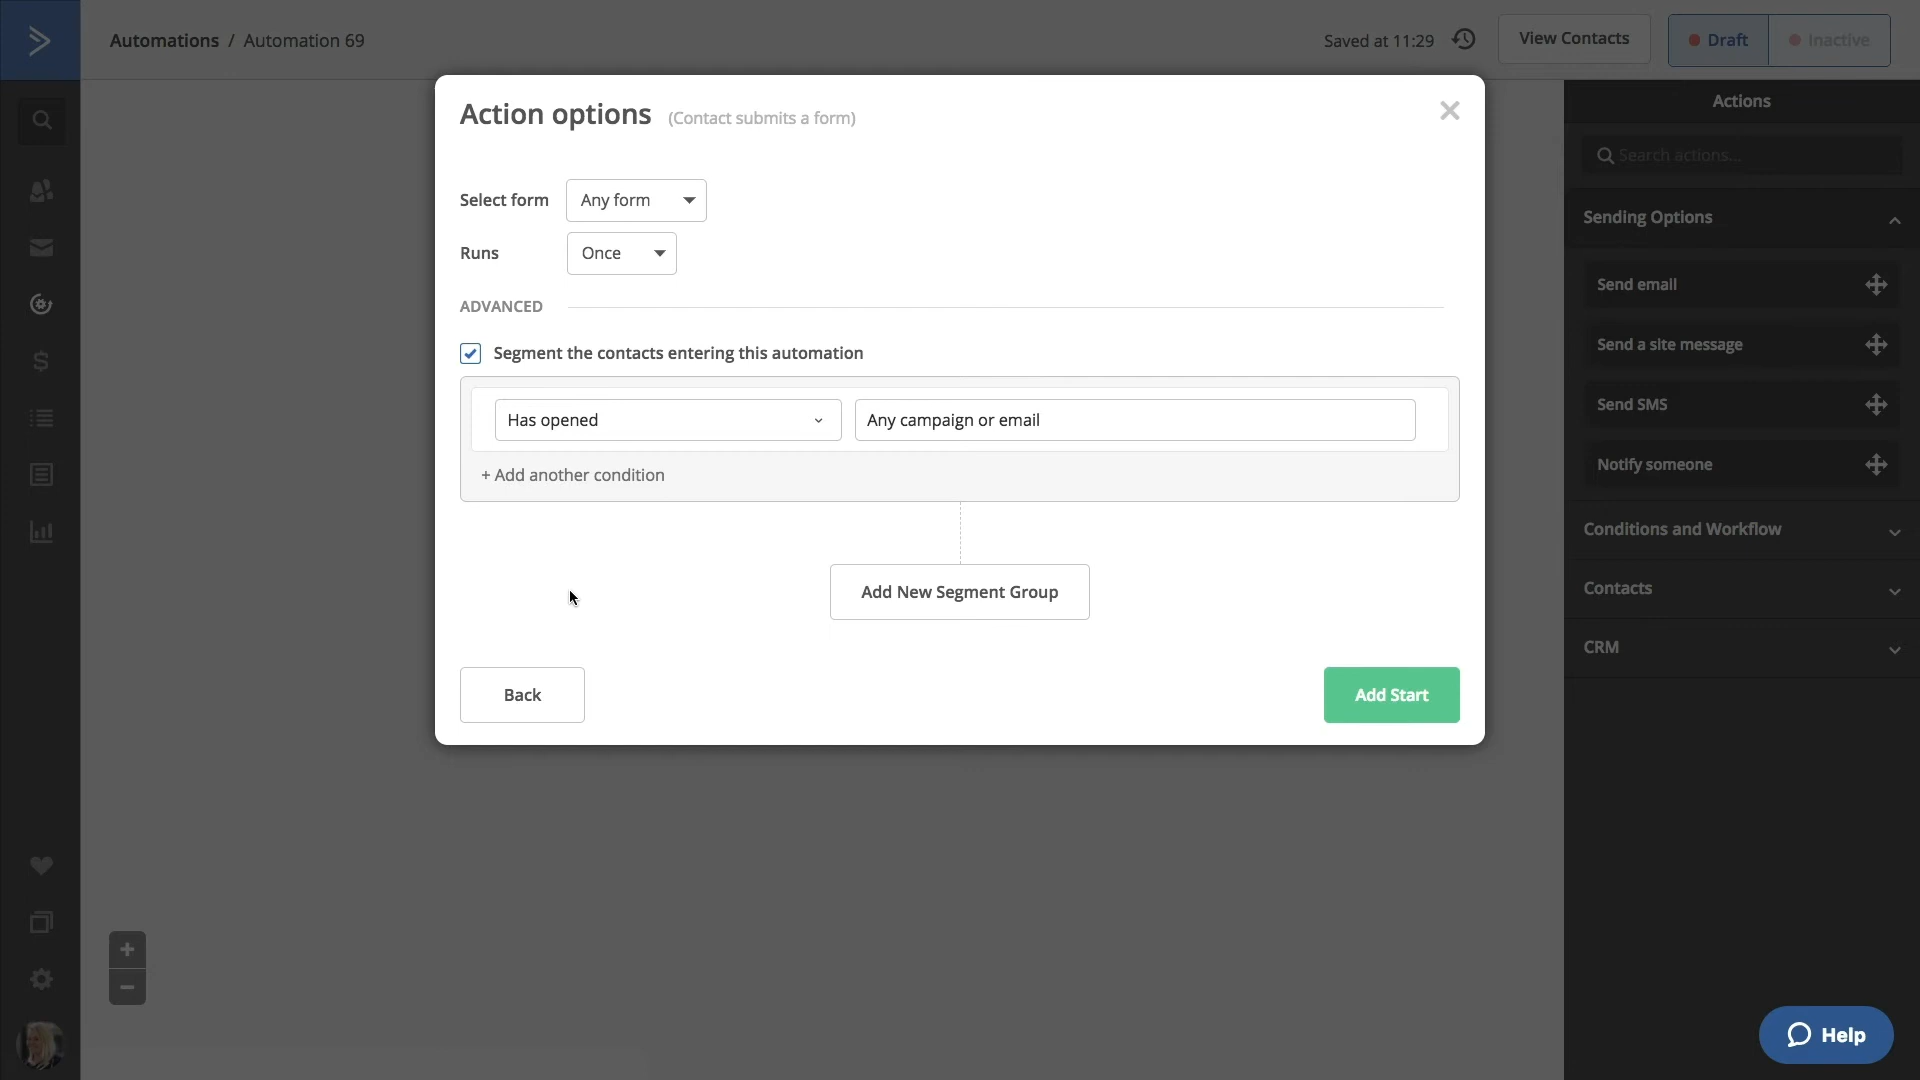 Automations / Automation 69
Saved at 11:29
View Contacts
Draft
Inactive
Action options (Contact submits a form)
Select form Any form
Runs Once
ADVANCED
Segment the contacts entering this automation
Has opened Any campaign or email
+ Add another condition
Add New Segment Group
Back
Add Start
Actions
Search actions...
Sending Options
Send email
Send a site message
Send SMS
Notify someone
Conditions and Workflow
Contacts
CRM
Help